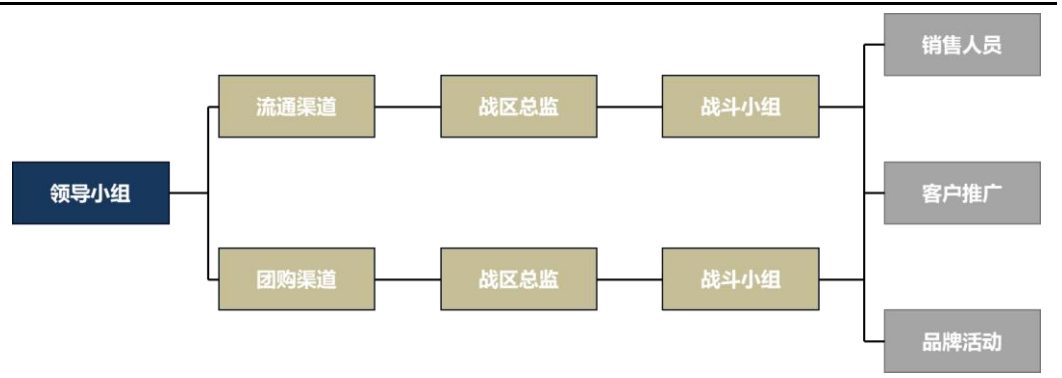 销售人员
流通渠道
战区总监
战斗小组
领导小组
客户推广
团购渠道
战区总监
战斗小组
品牌活动